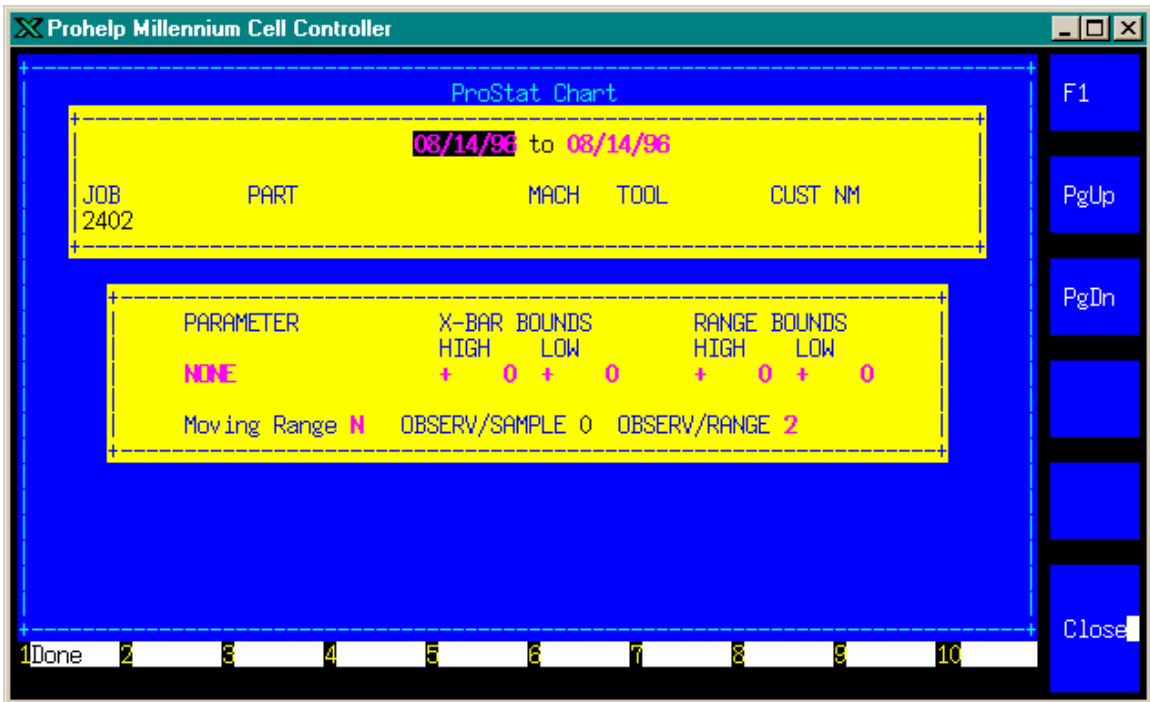 Prohelp Millennium Cell Controller
ProStat Chart
F1
08/14/96 to 08/14/96
JOB PART MACH TOOL CUST NM
PgUp
2402
PgDn
PARAMETER X-BAR BOUNDS RANGE BOUNDS
HIGH LOW HIGH LOW
NONE + 0 + 0 + 0 + 0
Moving Range N OBSERV/SAMPLE 0 OBSERV/RANGE 2
Close
1Done 2 3 4 5 6 7 8 9 10